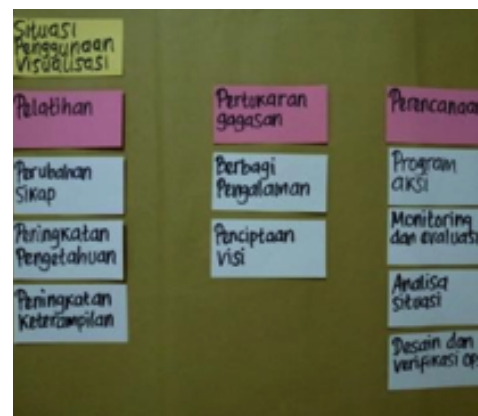 Situasi
Penggunaan
Visualisasi
Pelatihan
Perubahan
Sikap
Peningkatan
Pengetahuan
Peningkatan
Keterampilan
Pertukaran
gagasan
Berbagi
Pengalaman
Penciptaan
visi
Perencanaan
Program
aksi
Monitoring
dan evaluasi
Analisa
situasi
Desain dan
verifikasi